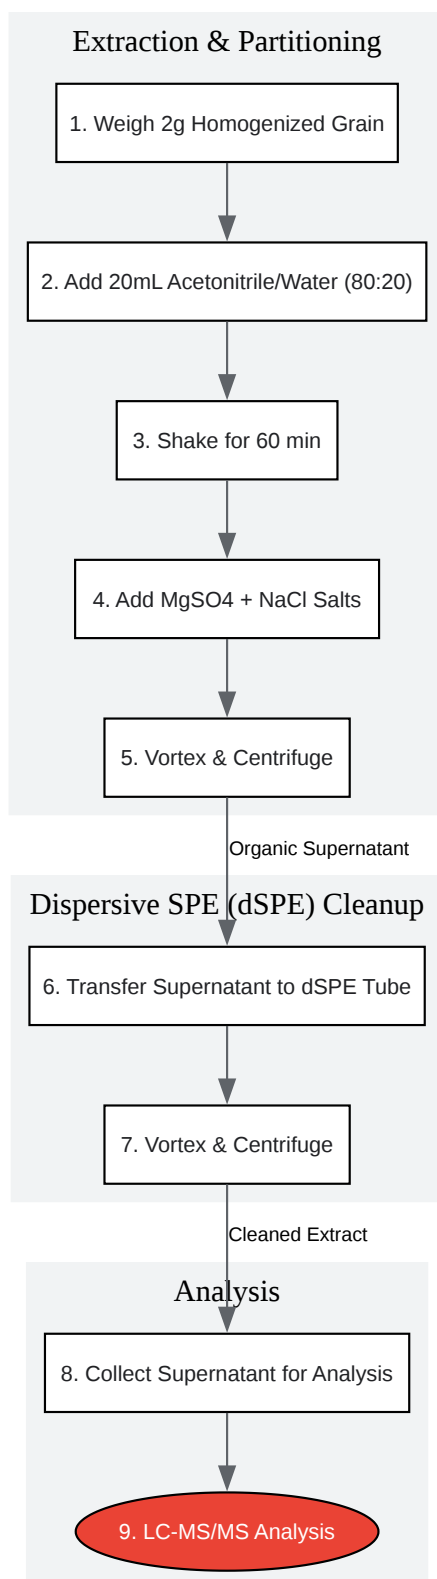 Extraction & Partitioning
1. Weigh 2g Homogenized Grain
2. Add 20mL Acetonitrile/Water (80:20)
3. Shake for 60 min
4. Add MgSO4 + NaCl Salts
5. Vortex & Centrifuge
Organic Supernatant
Dispersive SPE (dSPE) Cleanup
6. Transfer Supernatant to dSPE Tube
7. Vortex & Centrifuge
Cleaned Extract
Analysis
8. Collect Supernatant for Analysis
9. LC-MS/MS Analysis